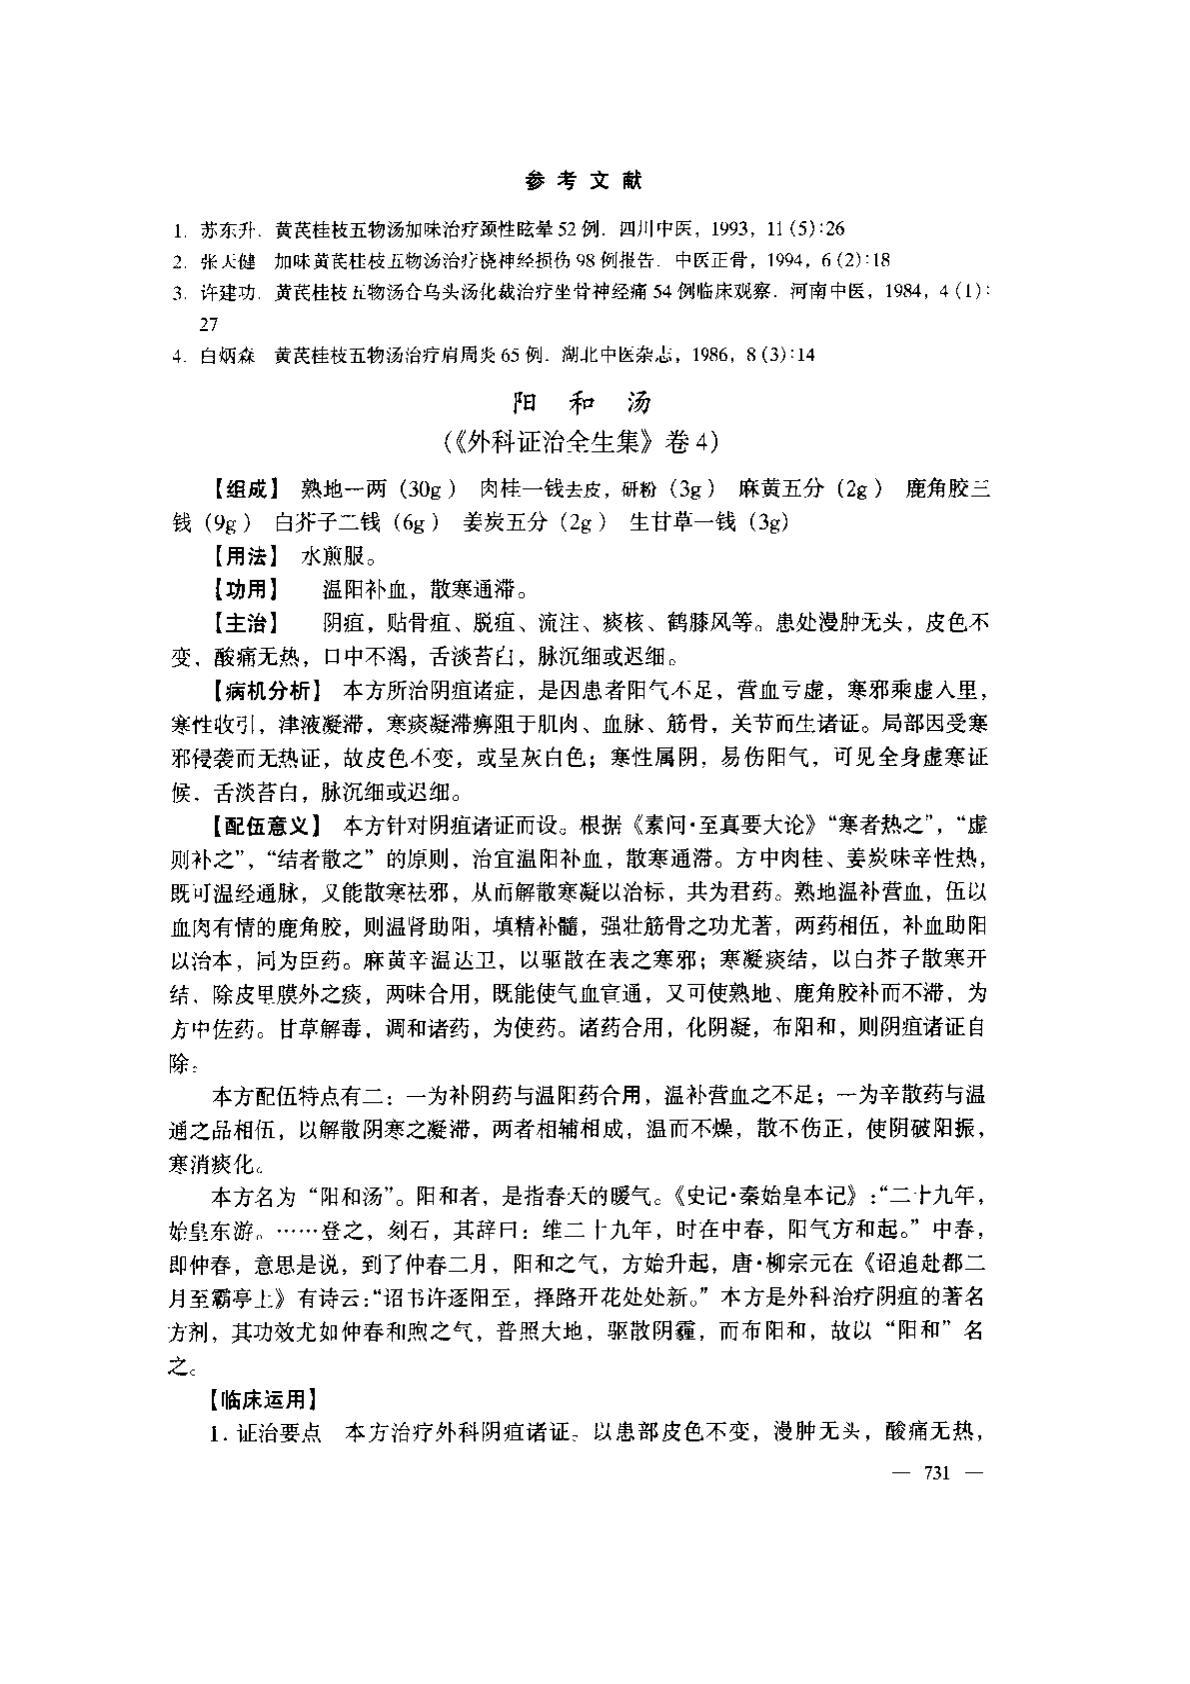 参考文献
1. 苏东升. 黄芪桂枝五物汤加味治疗颈性眩晕52例. 四川中医, 1993, 11(5):26
2. 张天健 加味黄芪桂枝五物汤治疗桡神经损伤98例报告. 中医正骨, 1994, 6(2):18
3. 许建功. 黄芪桂枝五物汤合乌头汤化裁治疗坐骨神经痛54例临床观察. 河南中医, 1984, 4(1):
27
4. 白炳森 黄芪桂枝五物汤治疗肩周炎65例. 湖北中医杂志, 1986, 8(3):14
阳和汤
(《外科证治全生集》卷4)
【组成】 熟地一两(30g) 肉桂一钱去皮，研粉(3g) 麻黄五分(2g) 鹿角胶三
钱(9g) 白芥子二钱(6g) 姜炭五分(2g) 生甘草一钱(3g)
【用法】 水煎服。
【功用】 温阳补血，散寒通滞。
【主治】 阴疽，贴骨疽、脱疽、流注、痰核、鹤膝风等。患处漫肿无头，皮色不
变，酸痛无热，口中不渴，舌淡苔白，脉沉细或迟细。
【病机分析】 本方所治阴疽诸症，是因患者阳气不足，营血亏虚，寒邪乘虚入里，
寒性收引，津液凝滞，寒痰凝滞痹阻于肌肉、血脉、筋骨，关节而生诸证。局部因受寒
邪侵袭而无热证，故皮色不变，或呈灰白色；寒性属阴，易伤阳气，可见全身虚寒证
候．舌淡苔白，脉沉细或迟细。
【配伍意义】 本方针对阴疽诸证而设。根据《素问·至真要大论》“寒者热之”，“虚
则补之”，“结者散之”的原则，治宜温阳补血，散寒通滞。方中肉桂、姜炭味辛性热，
既可温经通脉，又能散寒祛邪，从而解散寒凝以治标，共为君药。熟地温补营血，伍以
血肉有情的鹿角胶，则温肾助阳，填精补髓，强壮筋骨之功尤著，两药相伍，补血助阳
以治本，同为臣药。麻黄辛温达卫，以驱散在表之寒邪；寒凝痰结，以白芥子散寒开
结，除皮里膜外之痰，两味合用，既能使气血宣通，又可使熟地、鹿角胶补而不滞，为
方中佐药。甘草解毒，调和诸药，为使药。诸药合用，化阴凝，布阳和，则阴疽诸证自
除。
本方配伍特点有二：一为补阴药与温阳药合用，温补营血之不足；一为辛散药与温
通之品相伍，以解散阴寒之凝滞，两者相辅相成，温而不燥，散不伤正，使阴破阳振，
寒消痰化。
本方名为“阳和汤”。阳和者，是指春天的暖气。《史记·秦始皇本记》:“二十九年，
始皇东游。……登之，刻石，其辞曰：维二十九年，时在中春，阳气方和起。”中春，
即仲春，意思是说，到了仲春二月，阳和之气，方始升起，唐·柳宗元在《诏追赴都二
月至霸亭上》有诗云:“诏书许逐阳至，择路开花处处新。”本方是外科治疗阴疽的著名
方剂，其功效尤如仲春和煦之气，普照大地，驱散阴霾，而布阳和，故以“阳和”名
之。
【临床运用】
1. 证治要点 本方治疗外科阴疽诸证。以患部皮色不变，漫肿无头，酸痛无热，
— 731 —